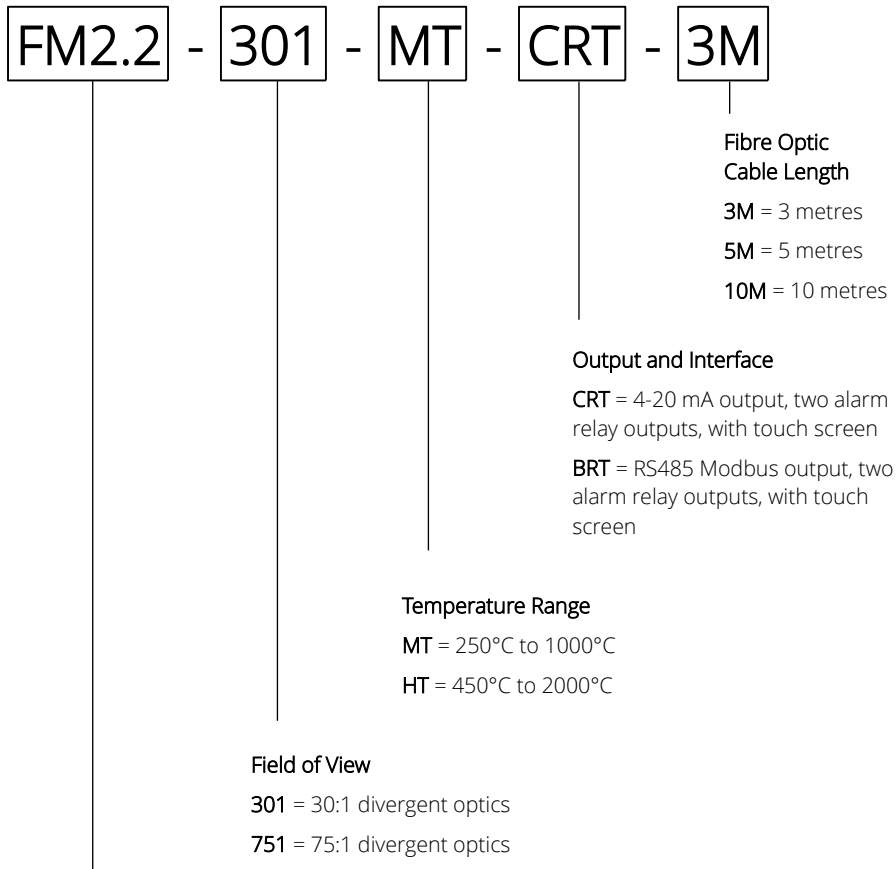 FM2.2 - 301 - MT - CRT - 3M
Fibre Optic
Cable Length
3M = 3 metres
5M = 5 metres
10M = 10 metres
Output and Interface
CRT = 4-20 mA output, two alarm
relay outputs, with touch screen
BRT = RS485 Modbus output, two
alarm relay outputs, with touch
screen
Temperature Range
MT = 250°C to 1000°C
HT = 450°C to 2000°C
Field of View
301 = 30:1 divergent optics
751 = 75:1 divergent optics